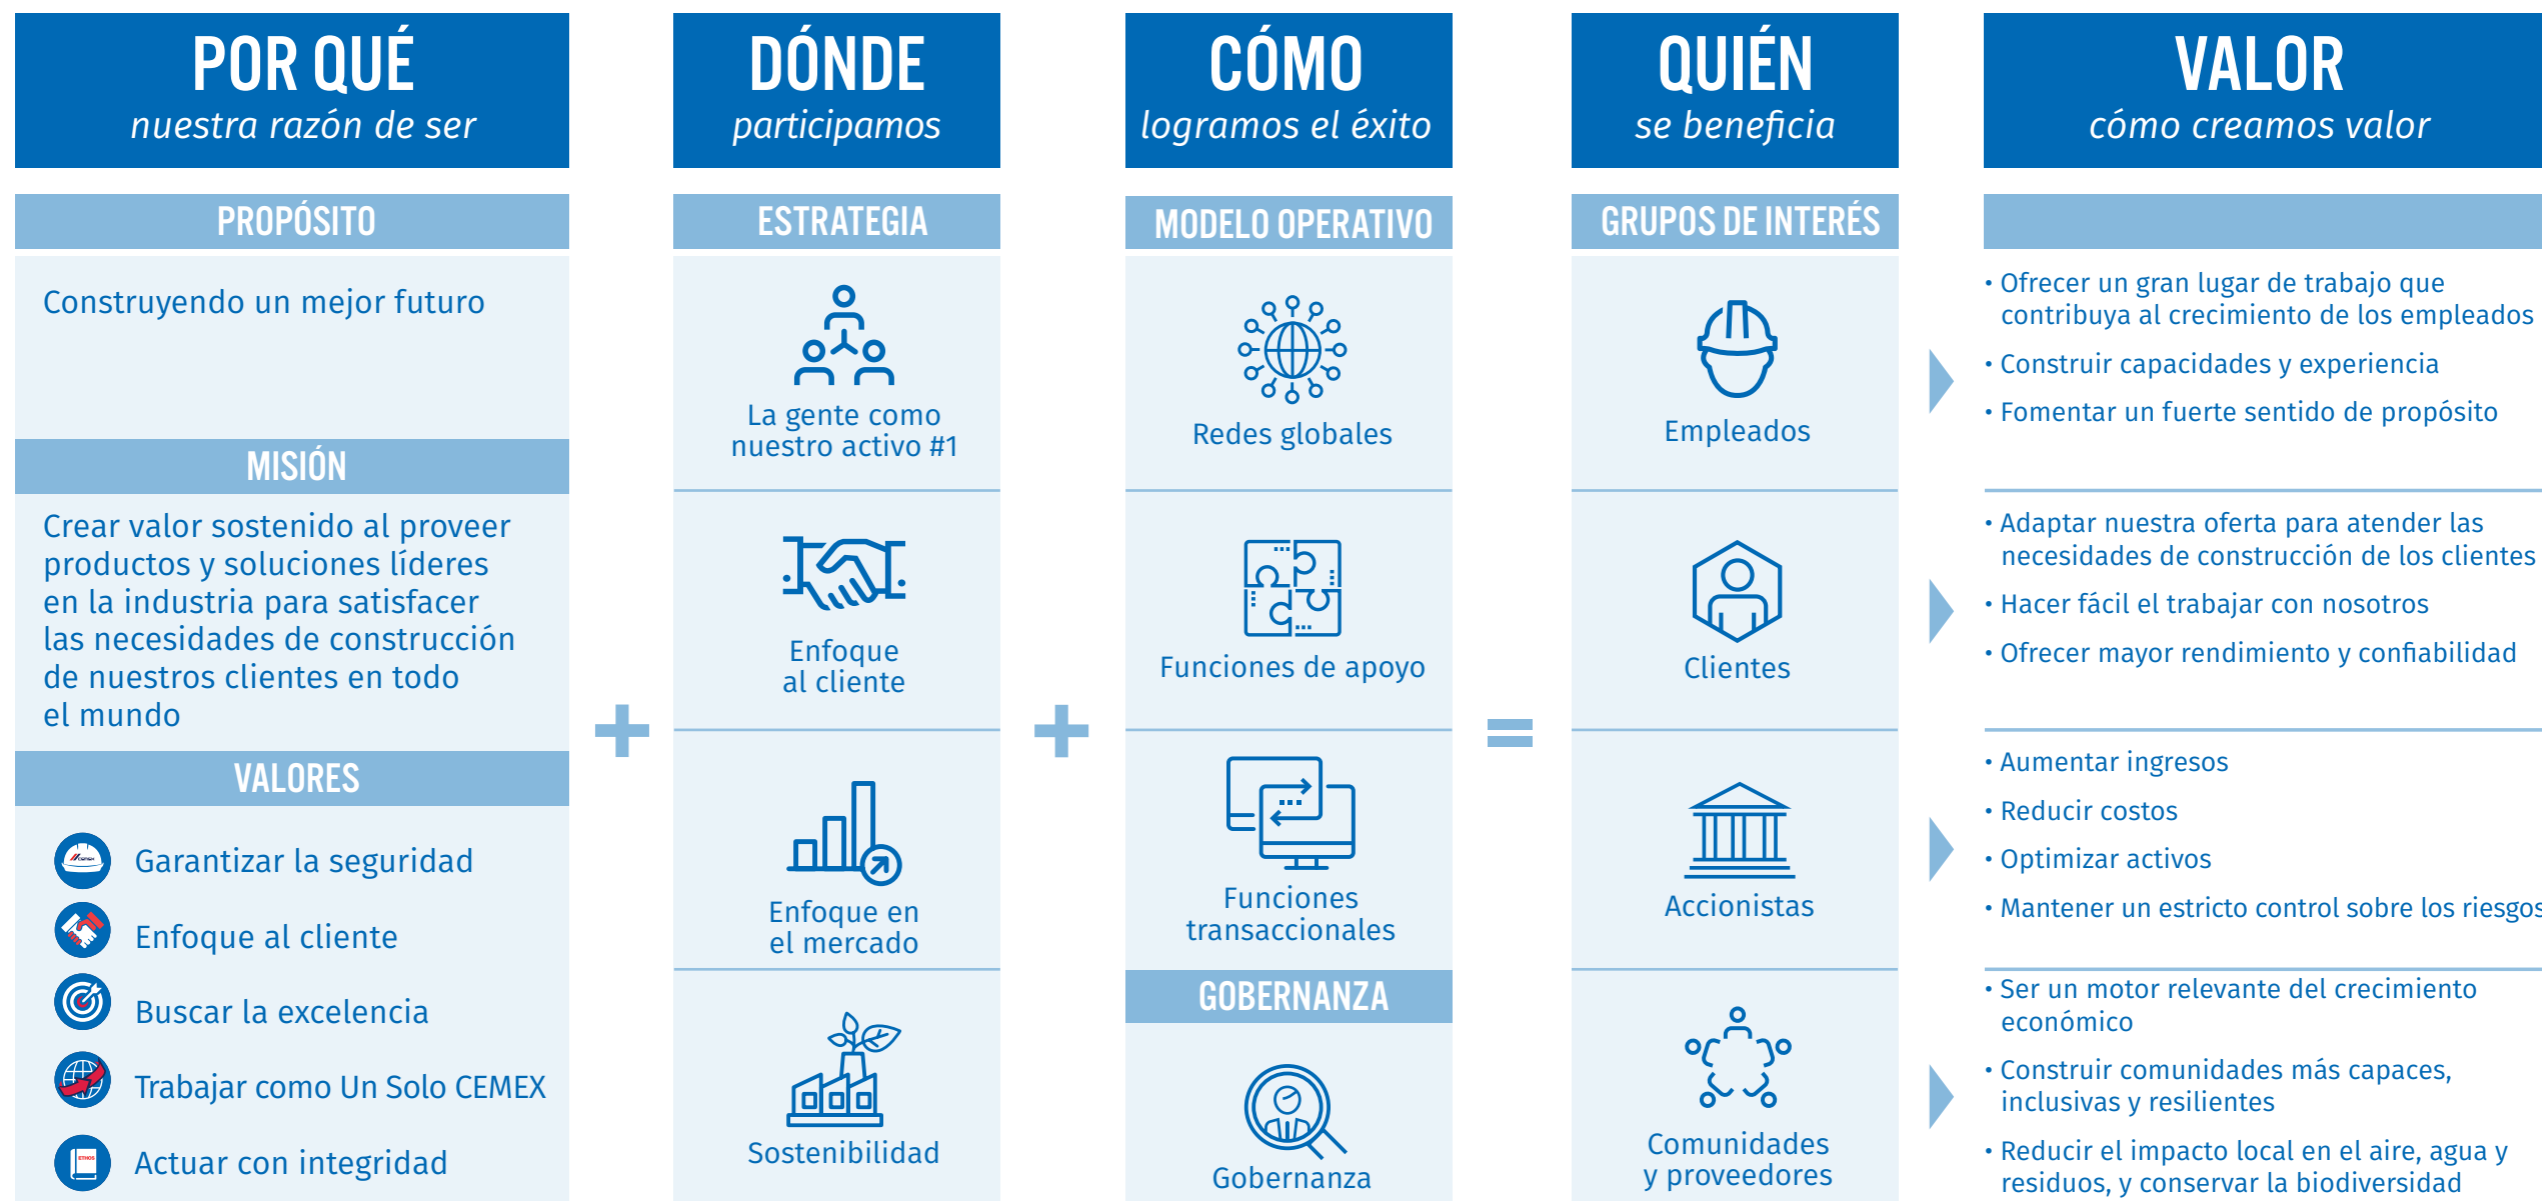 POR QUÉ
nuestra razón de ser
PROPÓSITO
Construyendo un mejor futuro
MISIÓN
Crear valor sostenido al proveer
productos y soluciones líderes
en la industria para satisfacer
las necesidades de construcción
de nuestros clientes en todo
el mundo
VALORES
CEMEX
Garantizar la seguridad
Enfoque al cliente
Buscar la excelencia
Trabajar como Un Solo CEMEX
ETHOS
Actuar con integridad
+
DÓNDE
participamos
ESTRATEGIA
La gente como
nuestro activo #1
Enfoque
al cliente
Enfoque en
el mercado
Sostenibilidad
+
CÓMO
logramos el éxito
MODELO OPERATIVO
Redes globales
Funciones de apoyo
Funciones
transaccionales
GOBERNANZA
Gobernanza
=
QUIÉN
se beneficia
GRUPOS DE INTERÉS
Empleados
Clientes
Accionistas
Comunidades
y proveedores
VALOR
cómo creamos valor
• Ofrecer un gran lugar de trabajo que
contribuya al crecimiento de los empleados
• Construir capacidades y experiencia
• Fomentar un fuerte sentido de propósito
• Adaptar nuestra oferta para atender las
necesidades de construcción de los clientes
• Hacer fácil el trabajar con nosotros
• Ofrecer mayor rendimiento y confiabilidad
• Aumentar ingresos
• Reducir costos
• Optimizar activos
• Mantener un estricto control sobre los riesgos
• Ser un motor relevante del crecimiento
económico
• Construir comunidades más capaces,
inclusivas y resilientes
• Reducir el impacto local en el aire, agua y
residuos, y conservar la biodiversidad